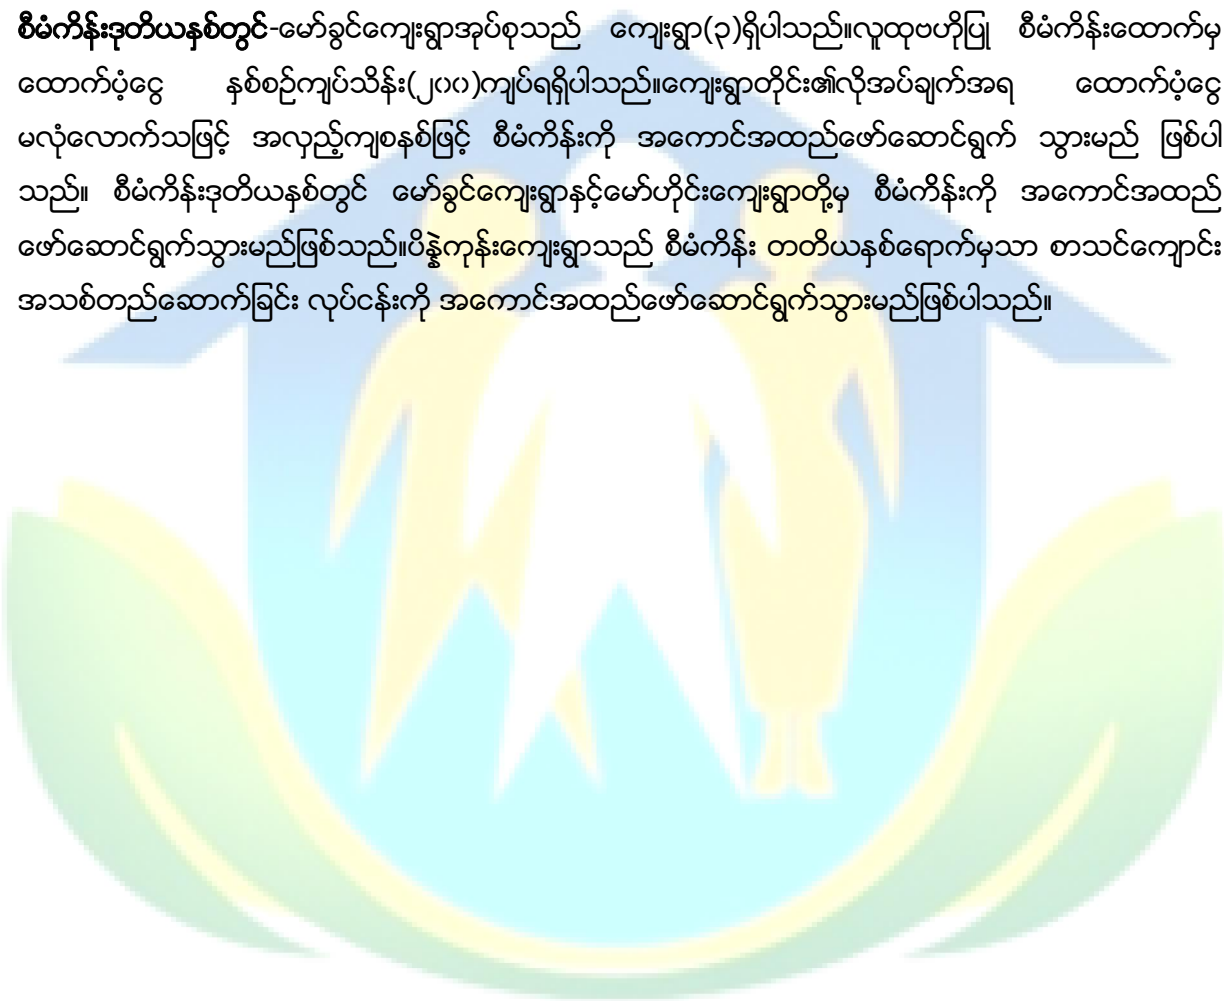 စီမံကိန်းဒုတိယနှစ်တွင်-မော်ခွင်ကျေးရွာအုပ်စုသည် ကျေးရွာ(၃)ရှိပါသည်။လူထုဗဟိုပြု စီမံကိန်းထောက်မှ
ထောက်ပံ့ငွေ နှစ်စဉ်ကျပ်သိန်း(၂၀၀)ကျပ်ရရှိပါသည်။ကျေးရွာတိုင်း၏လိုအပ်ချက်အရ ထောက်ပံ့ငွေ
မလုံလောက်သဖြင့် အလှည့်ကျစနစ်ဖြင့် စီမံကိန်းကို အကောင်အထည်ဖော်ဆောင်ရွက် သွားမည် ဖြစ်ပါ
သည်။ စီမံကိန်းဒုတိယနှစ်တွင် မော်ခွင်ကျေးရွာနှင့်မော်ဟိုင်းကျေးရွာတို့မှ စီမံကိန်းကို အကောင်အထည်
ဖော်ဆောင်ရွက်သွားမည်ဖြစ်သည်။ပိန္နဲကုန်းကျေးရွာသည် စီမံကိန်း တတိယနှစ်ရောက်မှသာ စာသင်ကျောင်း
အသစ်တည်ဆောက်ခြင်း လုပ်ငန်းကို အကောင်အထည်ဖော်ဆောင်ရွက်သွားမည်ဖြစ်ပါသည်။